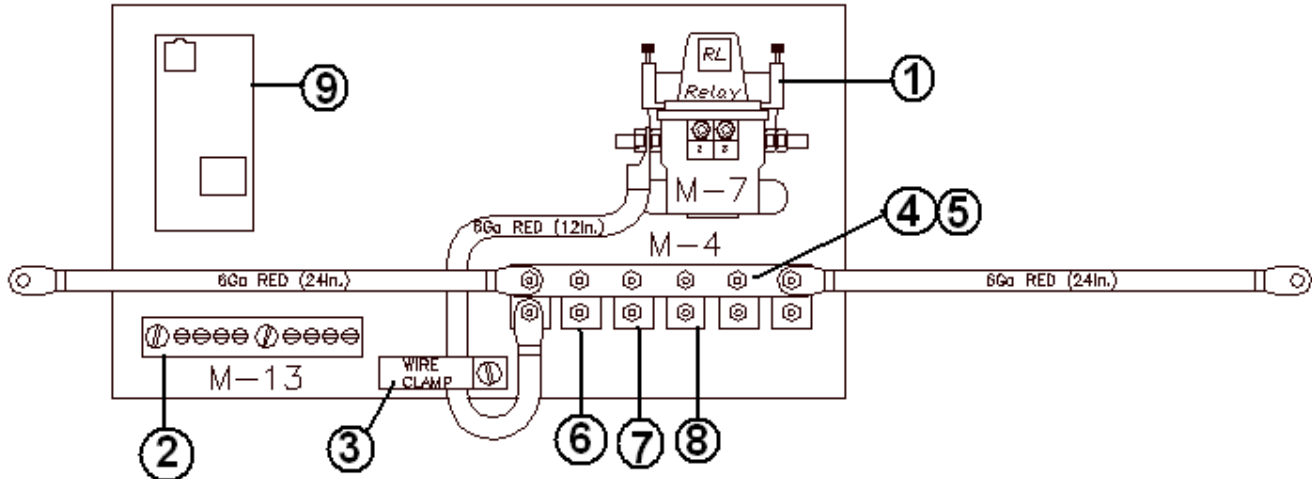 RL
Relay
1
9
2 3
M-7
4 5
6Ga RED (12In.)
M-4
6Ga RED (24In.)
6Ga RED (24In.)
M-13
WIRE
CLAMP
2
3
6
7
8